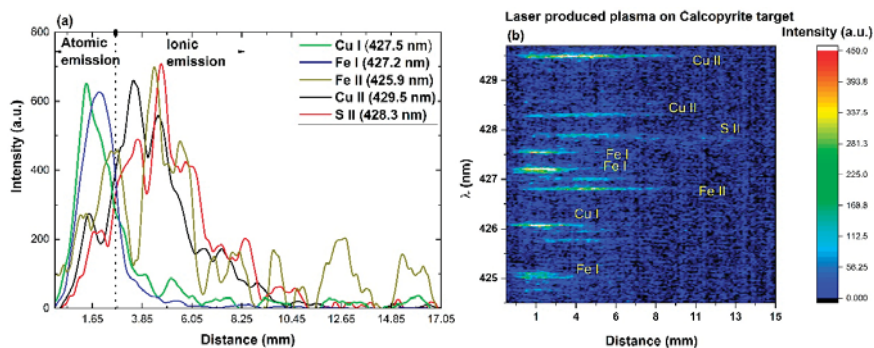 (a)
Atomic emission
Ionic emission
Cu I (427.5 nm)
Fe I (427.2 nm)
Fe II (425.9 nm)
Cu II (429.5 nm)
S II (428.3 nm)
Intensity (a.u.)
800
600
400
200
0
1.65 3.85 6.05 8.25 10.45 12.65 14.85 17.05
Distance (mm)
Laser produced plasma on Calcopyrite target
(b)
Intensity (a.u.)
Cu II
Cu II
S II
Fe I
Fe I
Fe II
Cu I
Fe I
λ (nm)
429
428
427
426
425
1 4 6 8 9 11 13 15
Distance (mm)
450.0
393.8
337.5
281.3
225.0
168.8
112.5
56.25
0.000